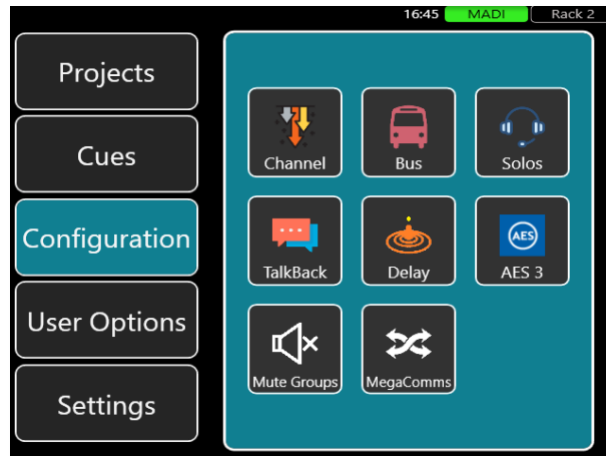 16:45 MADI Rack 2
Projects
Cues
Configuration
User Options
Settings
Channel Bus Solos
TalkBack Delay AES AES 3
Mute Groups MegaComms